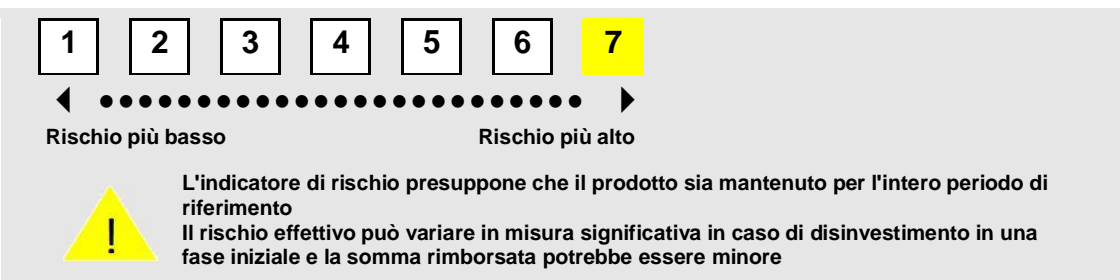 1 2 3 4 5 6 7
Rischio più basso Rischio più alto
L'indicatore di rischio presuppone che il prodotto sia mantenuto per l'intero periodo di
riferimento
Il rischio effettivo può variare in misura significativa in caso di disinvestimento in una
fase iniziale e la somma rimborsata potrebbe essere minore
!